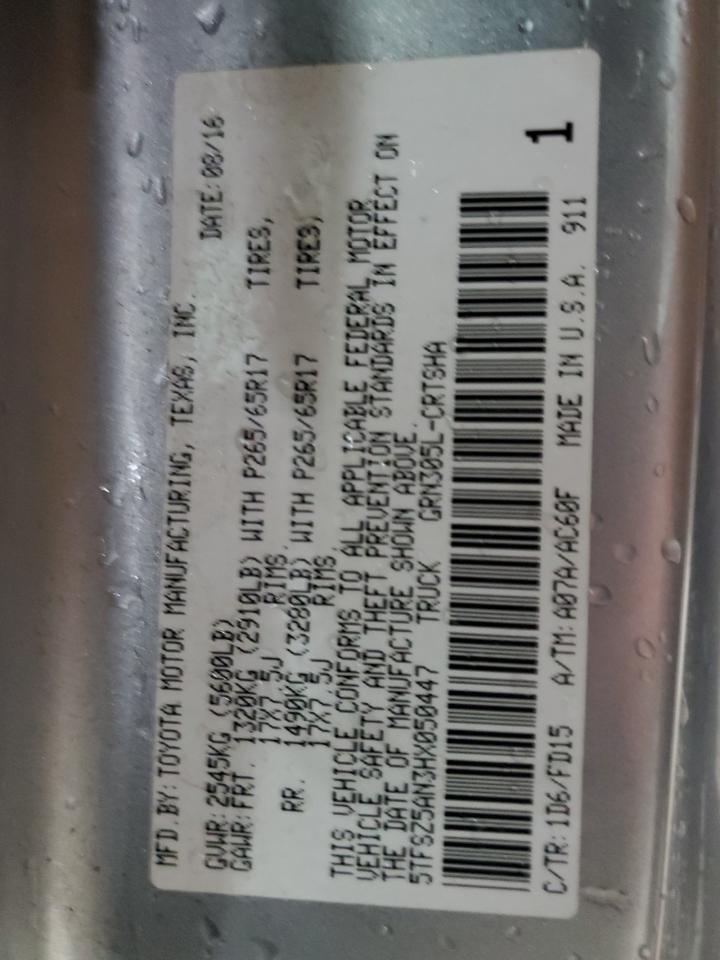 MFD.BY: TOYOTA MOTOR MANUFACTURING, TEXAS, INC.
DATE: 08/16
GVWR: 2545KG (5600LB)
GAWR: FRT. 1320KG (2910LB) WITH P265/65R17 TIRES,
17X7.5J RIMS.
RR. 1490KG (3280LB) WITH P265/65R17 TIRES,
17X7.5J RIMS.
THIS VEHICLE CONFORMS TO ALL APPLICABLE FEDERAL MOTOR
VEHICLE SAFETY AND THEFT PREVENTION STANDARDS IN EFFECT ON
THE DATE OF MANUFACTURE SHOWN ABOVE.
5TFSZ5AN3HX050447 TRUCK GRN305L-CRTSHA
1
C/TR: 1D6/FD15 A/TM: A07A/AC60F MADE IN U.S.A. 911